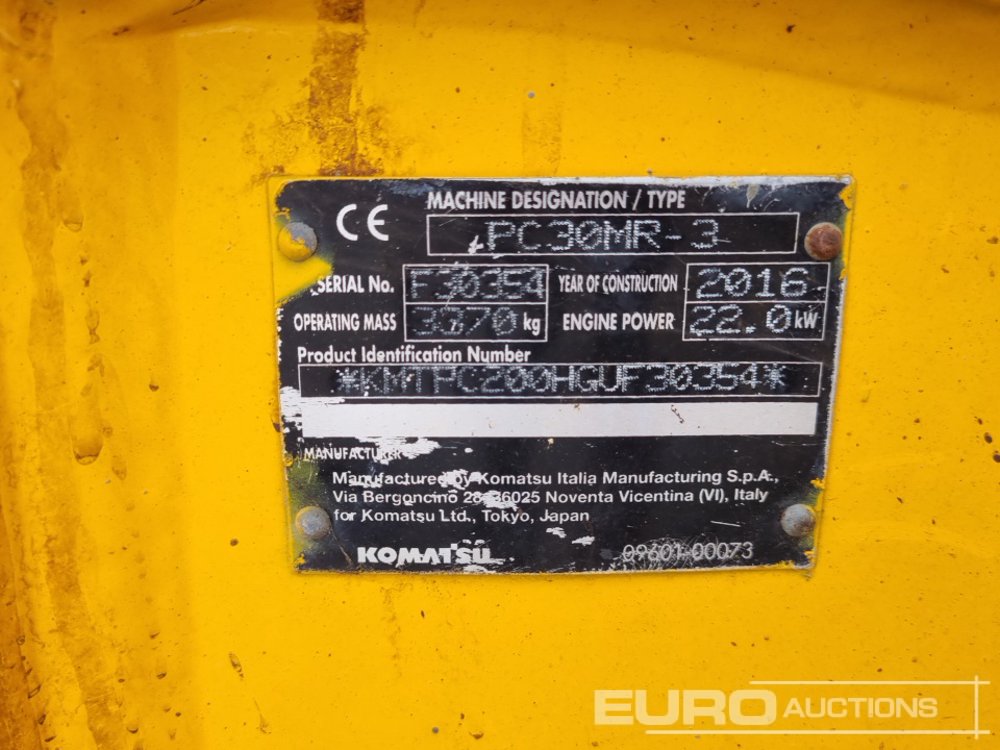 CE
MACHINE DESIGNATION / TYPE
PC30MR-3
SERIAL No. F30354 YEAR OF CONSTRUCTION 2016
OPERATING MASS 3370 kg ENGINE POWER 22.0 kW
Product Identification Number
*KMTPC200HGUF30354*
MANUFACTURER
Manufactured by Komatsu Italia Manufacturing S.p.A.,
Via Bergoncino 28, 36025 Noventa Vicentina (VI), Italy
for Komatsu Ltd., Tokyo, Japan
KOMATSU 09601-00073
EURO AUCTIONS